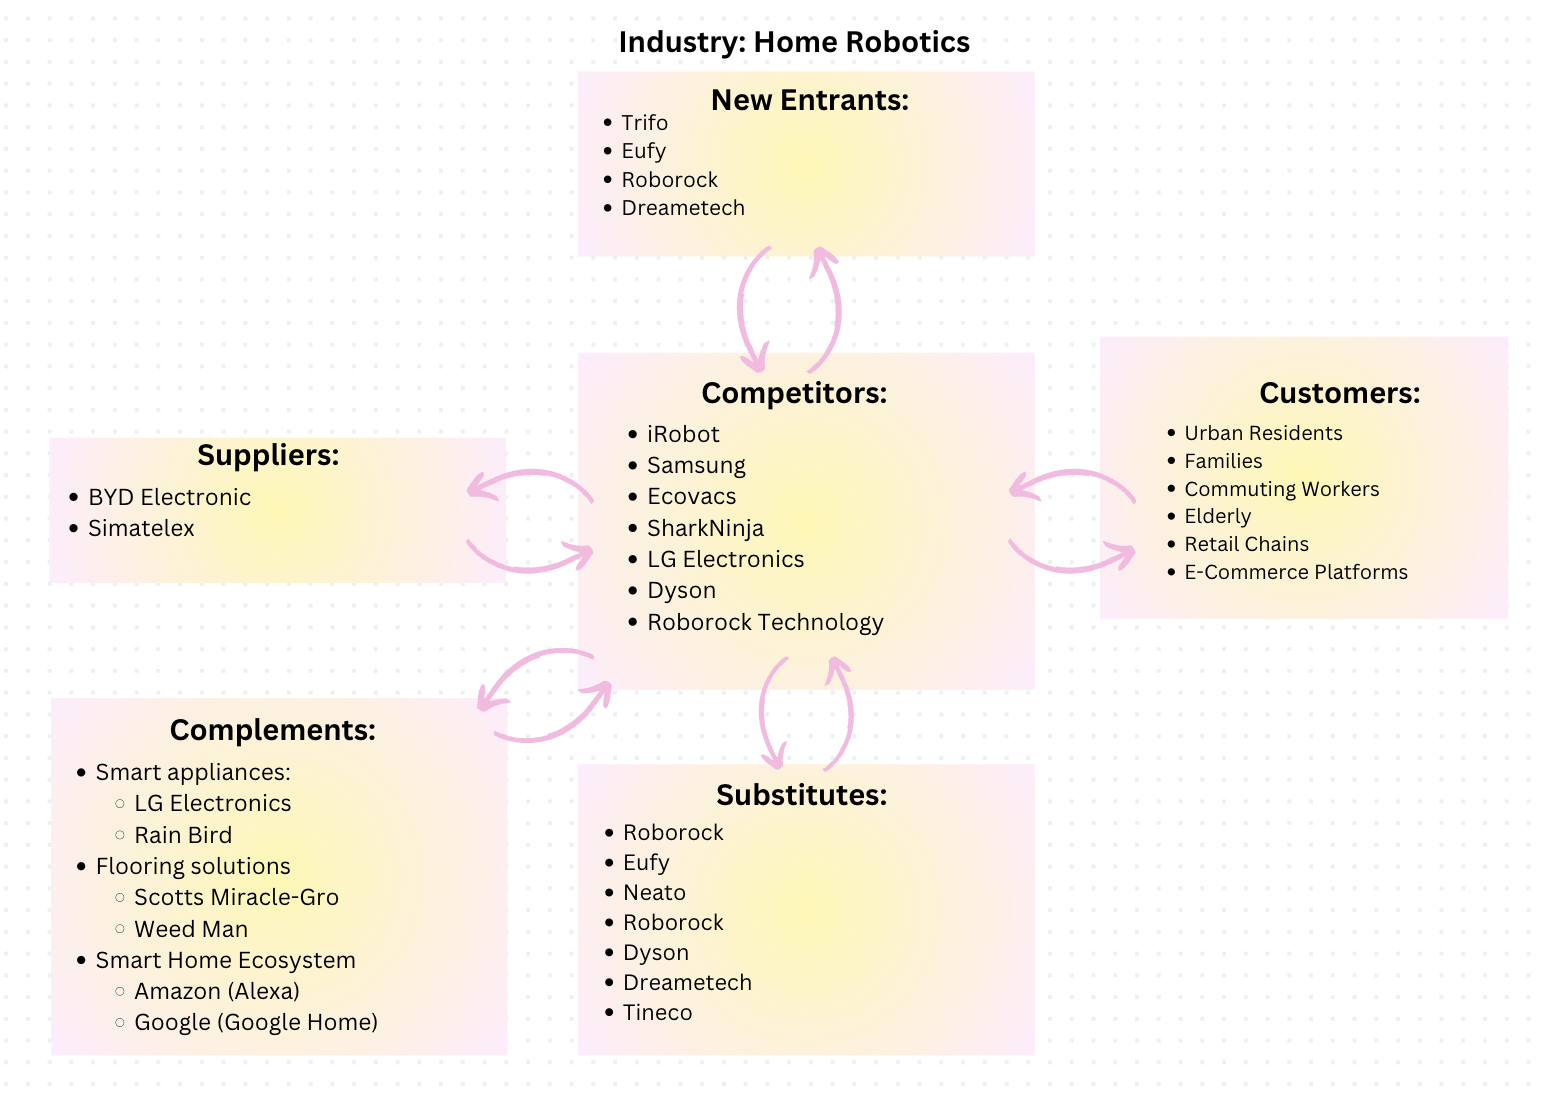 Industry: Home Robotics
New Entrants:
• Trifo
• Eufy
• Roborock
• Dreametech
Competitors:
• iRobot
• Samsung
• Ecovacs
• SharkNinja
• LG Electronics
• Dyson
• Roborock Technology
Customers:
• Urban Residents
• Families
• Commuting Workers
• Elderly
• Retail Chains
• E-Commerce Platforms
Suppliers:
• BYD Electronic
• Simatelex
Complements:
• Smart appliances:
○ LG Electronics
○ Rain Bird
• Flooring solutions
○ Scotts Miracle-Gro
○ Weed Man
• Smart Home Ecosystem
○ Amazon (Alexa)
○ Google (Google Home)
Substitutes:
• Roborock
• Eufy
• Neato
• Roborock
• Dyson
• Dreametech
• Tineco